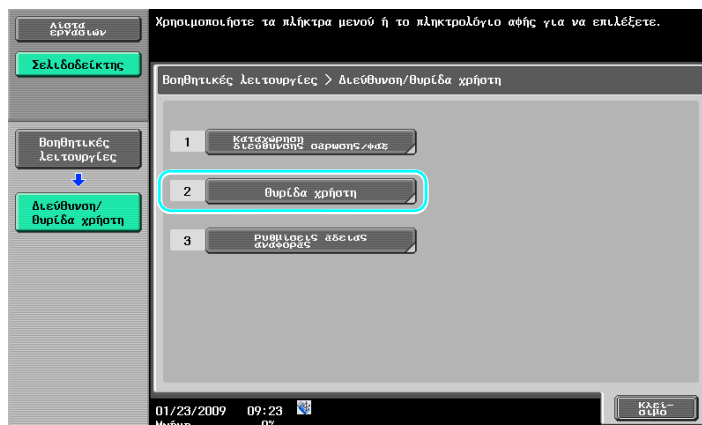 Λίστα
εργασιών
Χρησιμοποιήστε τα πλήκτρα μενού ή το πληκτρολόγιο αφής για να επιλέξετε.
Σελιδοδείκτης
Βοηθητικές λειτουργίες > Διεύθυνση/θυρίδα χρήστη
Βοηθητικές
λειτουργίες
Διεύθυνση/
θυρίδα χρήστη
1
Καταχώρηση
διεύθυνσης σάρωσης/φαξ
2
Θυρίδα χρήστη
3
Ρυθμίσεις άδειας
αναφοράς
01/23/2009 09:23
Μνήμη 0%
Κλεί-
σιμο